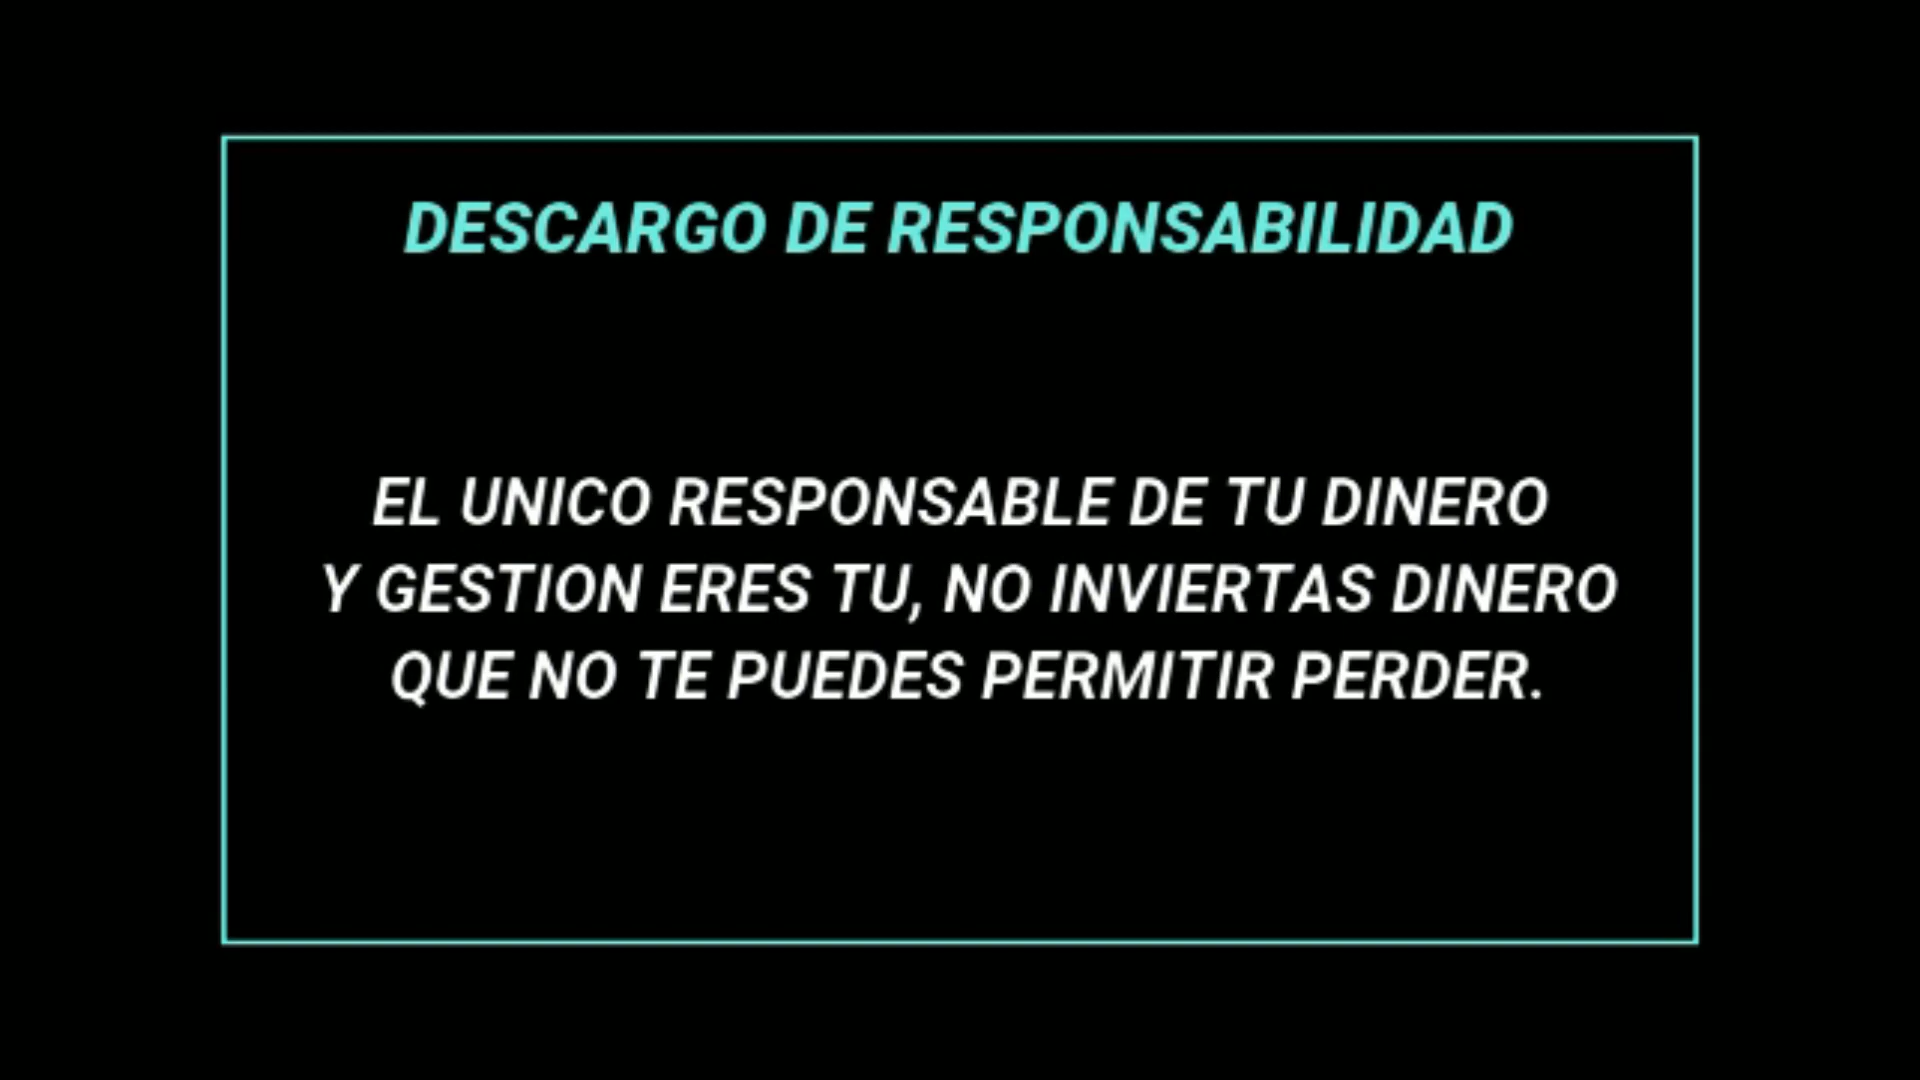 DESCARGO DE RESPONSABILIDAD
EL UNICO RESPONSABLE DE TU DINERO
Y GESTION ERES TU, NO INVIERTAS DINERO
QUE NO TE PUEDES PERMITIR PERDER.